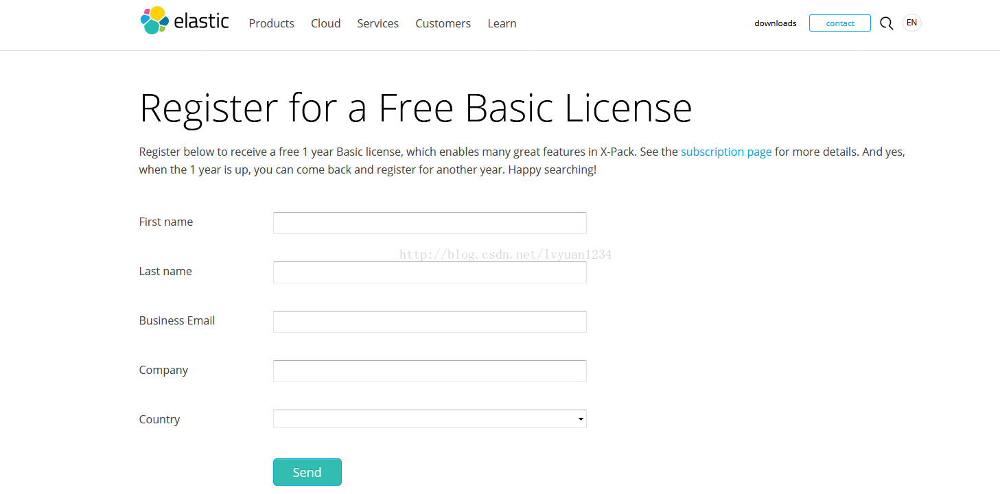 elastic Products Cloud Services Customers Learn downloads contact EN
Register for a Free Basic License
Register below to receive a free 1 year Basic license, which enables many great features in X-Pack. See the subscription page for more details. And yes,
when the 1 year is up, you can come back and register for another year. Happy searching!
First name
http://blog.csdn.net/lvyuan1234
Last name
Business Email
Company
Country
Send